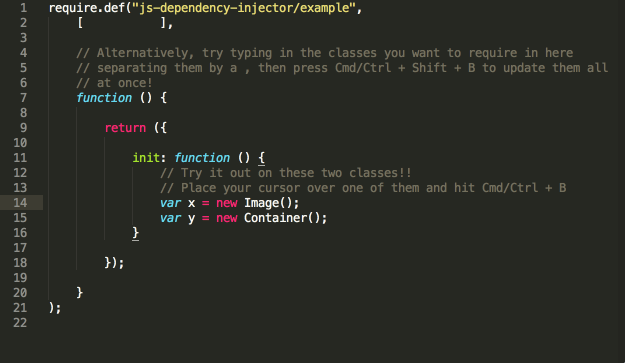 1 require.def("js-dependency-injector/example",
2     [           ],
3
4     // Alternatively, try typing in the classes you want to require in here
5     // separating them by a , then press Cmd/Ctrl + Shift + B to update them all
6     // at once!
7     function () {
8
9         return ({
10
11             init: function () {
12                 // Try it out on these two classes!!
13                 // Place your cursor over one of them and hit Cmd/Ctrl + B
14                 var x = new Image();
15                 var y = new Container();
16             }
17
18         });
19
20     }
21 );
22